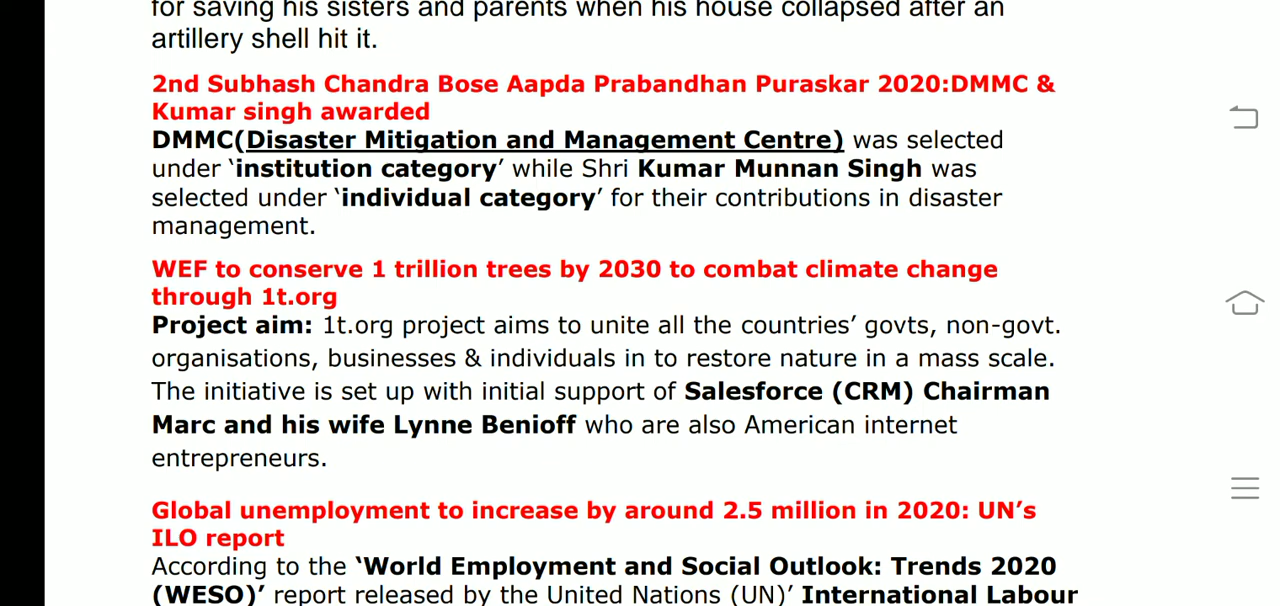 for saving his sisters and parents when his house collapsed after an
artillery shell hit it.
2nd Subhash Chandra Bose Aapda Prabandhan Puraskar 2020:DMMC &
Kumar singh awarded
DMMC(Disaster Mitigation and Management Centre) was selected
under ‘institution category’ while Shri Kumar Munnan Singh was
selected under ‘individual category’ for their contributions in disaster
management.
WEF to conserve 1 trillion trees by 2030 to combat climate change
through 1t.org
Project aim: 1t.org project aims to unite all the countries’ govts, non-govt.
organisations, businesses & individuals in to restore nature in a mass scale.
The initiative is set up with initial support of Salesforce (CRM) Chairman
Marc and his wife Lynne Benioff who are also American internet
entrepreneurs.
Global unemployment to increase by around 2.5 million in 2020: UN’s
ILO report
According to the ‘World Employment and Social Outlook: Trends 2020
(WESO)’ report released by the United Nations (UN)’ International Labour